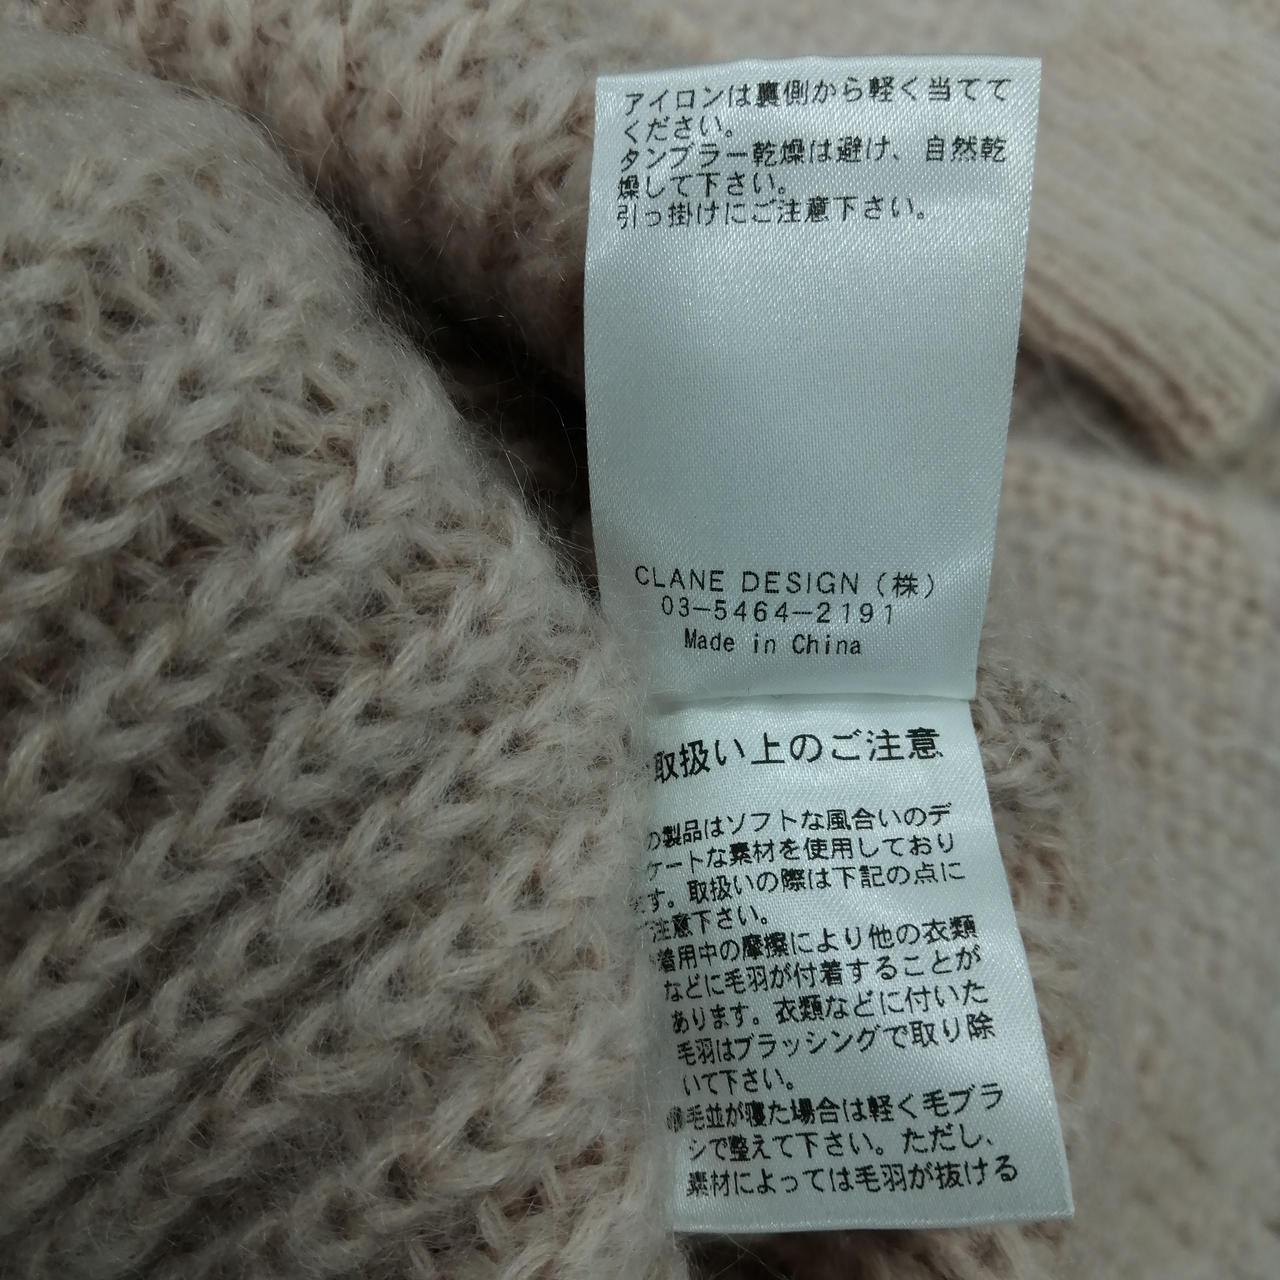 アイロンは裏側から軽く当てて
ください。
タンブラー乾燥は避け、自然乾
燥して下さい。
引っ掛けにご注意下さい。
CLANE DESIGN（株）
03−5464−2191
Made in China
取扱い上のご注意
の製品はソフトな風合いのデ
ケートな素材を使用しており
ます。取扱いの際は下記の点に
ご注意下さい。
着用中の摩擦により他の衣類
などに毛羽が付着することが
あります。衣類などに付いた
毛羽はブラッシングで取り除
いて下さい。
毛並が寝た場合は軽く毛ブラ
シで整えて下さい。ただし、
素材によっては毛羽が抜ける